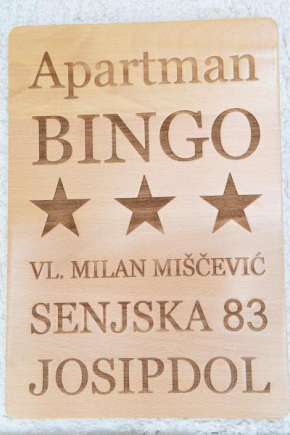 Apartman
BINGO
VL. MILAN MIŠČEVIĆ
SENJSKA 83
JOSIPDOL